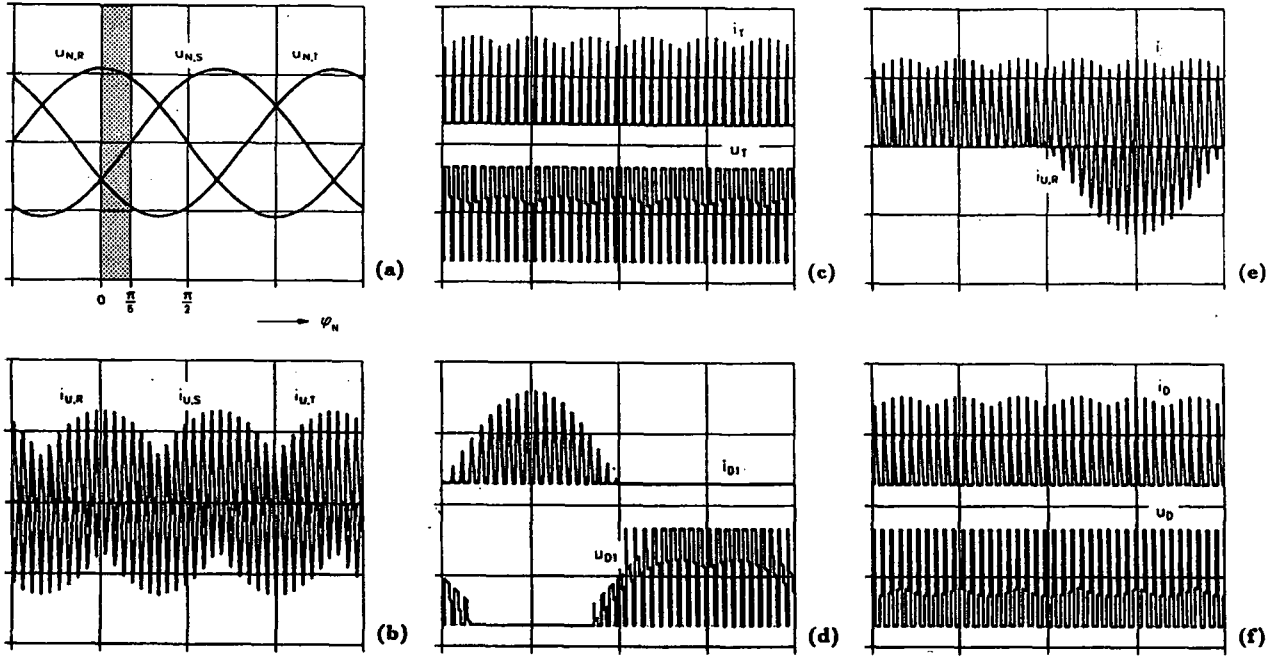 u_N,R u_N,S u_N,T
0 π/6 π/2
φ_N
(a)
i_T
u_T
(c)
i
i_U,R
(e)
i_U,R i_U,S i_U,T
(b)
i_D1
u_D1
(d)
i_D
u_D
(f)